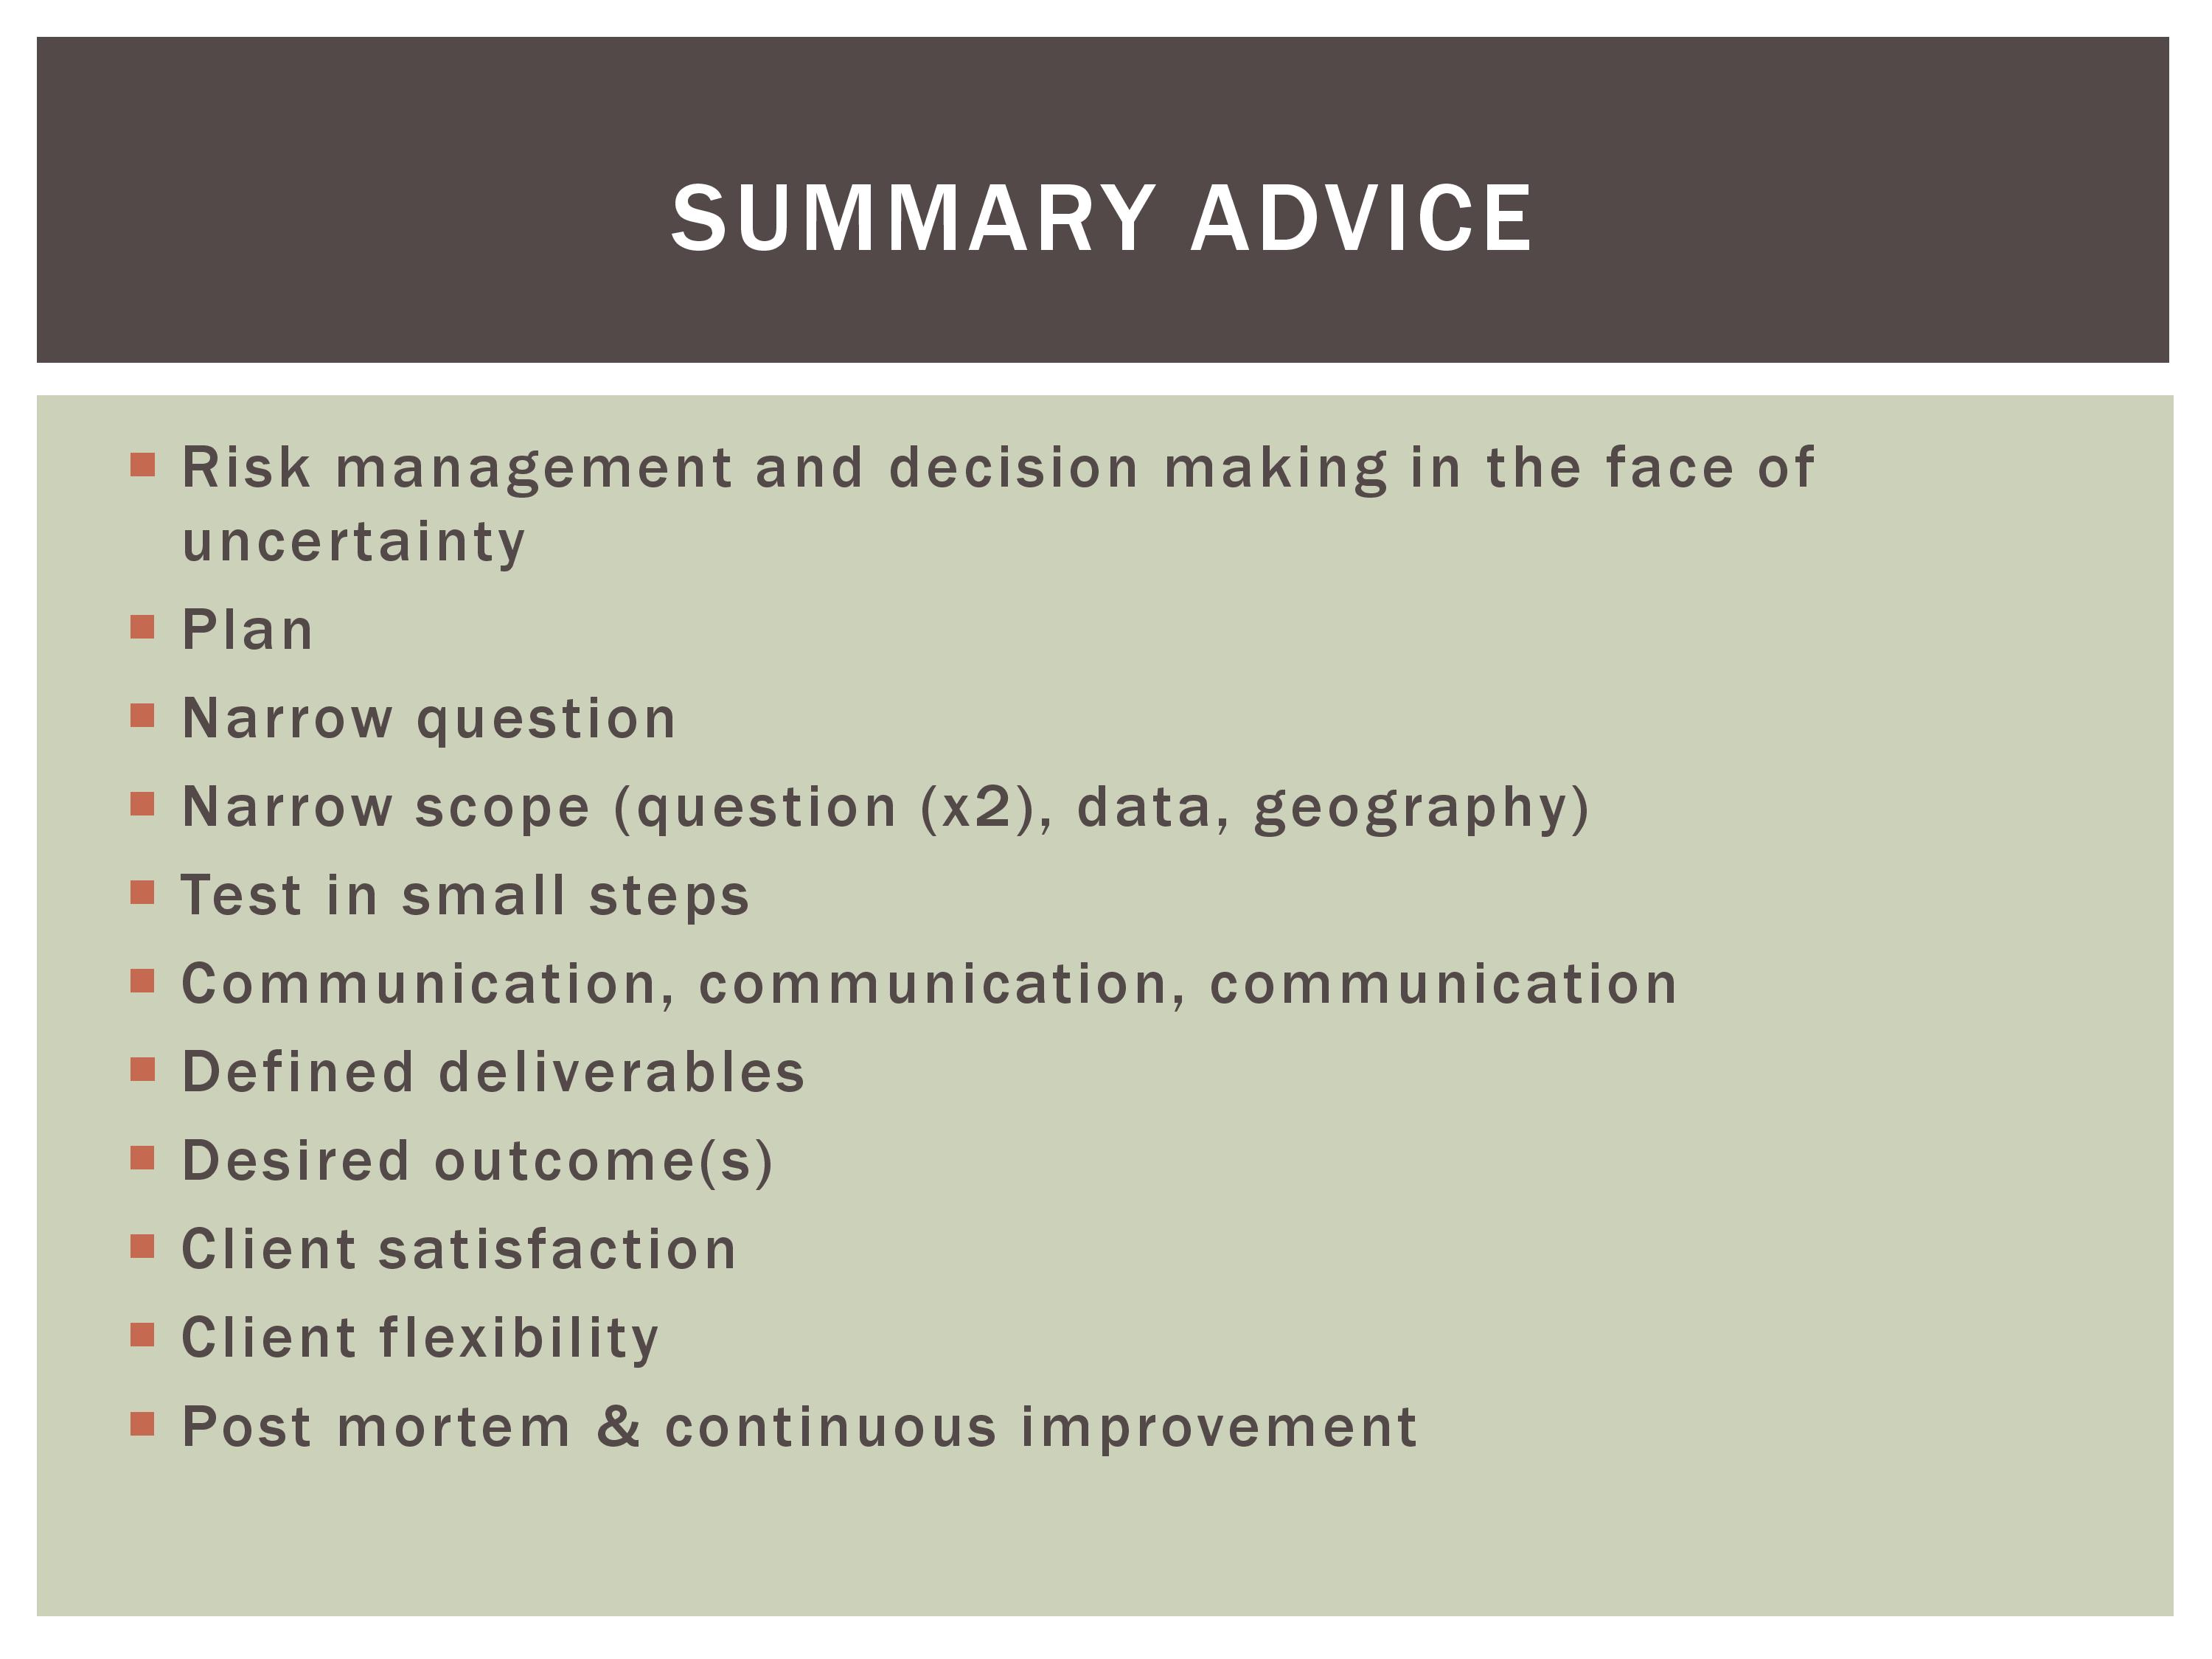 SUMMARY ADVICE
Risk management and decision making in the face of
uncertainty
Plan
Narrow question
Narrow scope (question (x2), data, geography)
Test in small steps
Communication, communication, communication
Defined deliverables
Desired outcome(s)
Client satisfaction
Client flexibility
Post mortem & continuous improvement